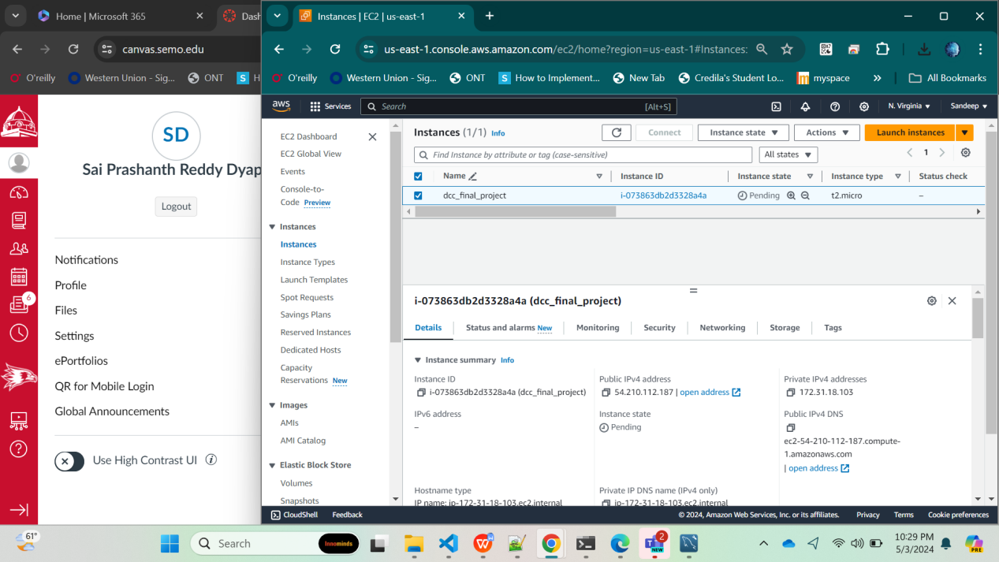 Home | Microsoft 365
Dash
canvas.semo.edu
O'reilly
Western Union - Sig...
ONT
SD
Sai Prashanth Reddy Dyap
Logout
Notifications
Profile
Files
Settings
ePortfolios
QR for Mobile Login
Global Announcements
Use High Contrast UI
6
Instances | EC2 | us-east-1
us-east-1.console.aws.amazon.com/ec2/home?region=us-east-1#Instances:
O'reilly
Western Union - Sig...
ONT
How to Implement...
New Tab
Credila's Student Lo...
myspace
All Bookmarks
aws
Services
Search
[Alt+S]
N. Virginia
Sandeep
EC2 Dashboard
EC2 Global View
Events
Console-to-
Code Preview
Instances
Instances
Instance Types
Launch Templates
Spot Requests
Savings Plans
Reserved Instances
Dedicated Hosts
Capacity
Reservations New
Images
AMIs
AMI Catalog
Elastic Block Store
Volumes
Snapshots
Instances (1/1) Info
Connect
Instance state
Actions
Launch instances
Find Instance by attribute or tag (case-sensitive)
All states
1
Name
Instance ID
Instance state
Instance type
Status check
dcc_final_project
i-073863db2d3328a4a
Pending
t2.micro
–
i-073863db2d3328a4a (dcc_final_project)
Details
Status and alarms New
Monitoring
Security
Networking
Storage
Tags
Instance summary Info
Instance ID
i-073863db2d3328a4a (dcc_final_project)
Public IPv4 address
54.210.112.187 | open address
Private IPv4 addresses
172.31.18.103
IPv6 address
–
Instance state
Pending
Public IPv4 DNS
ec2-54-210-112-187.compute-
1.amazonaws.com
| open address
Hostname type
IP name: ip-172-31-18-103.ec2.internal
Private IP DNS name (IPv4 only)
ip-172-31-18-103.ec2.internal
CloudShell
Feedback
© 2024, Amazon Web Services, Inc. or its affiliates.
Privacy
Terms
Cookie preferences
61°
Search
Innominds
NEW
2
10:29 PM
5/3/2024
PRE